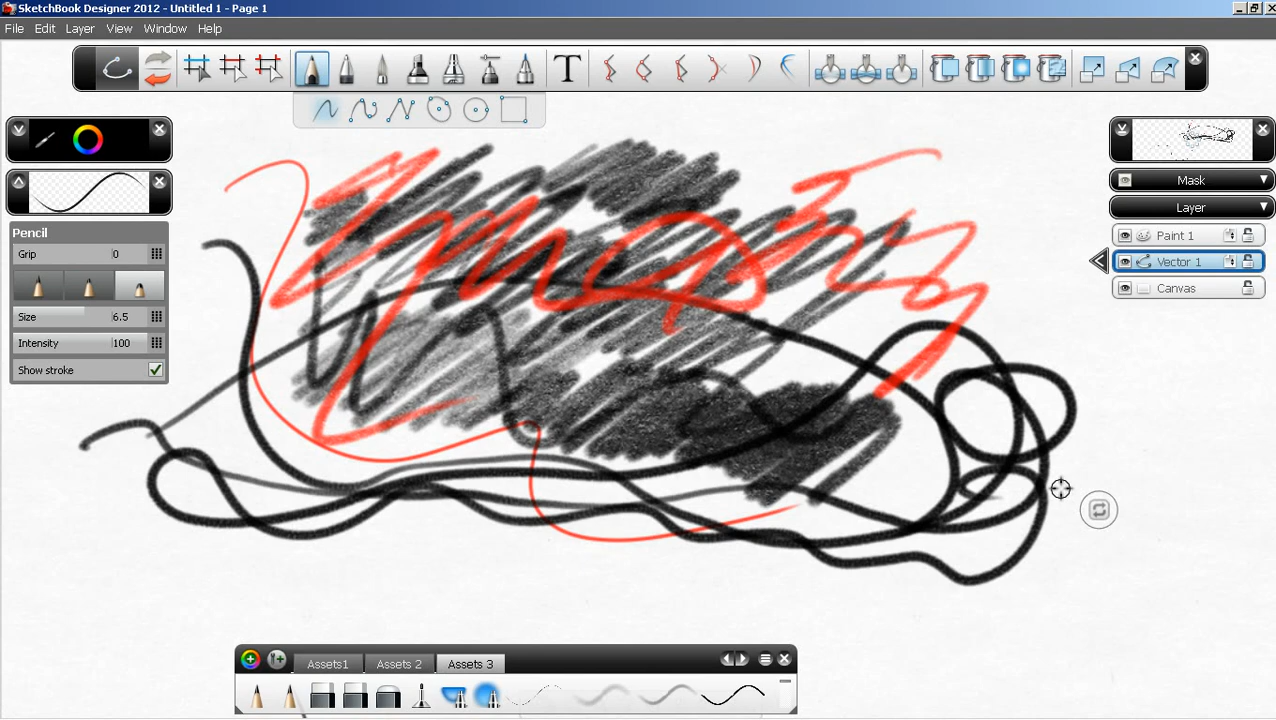 SketchBook Designer 2012 - Untitled 1 - Page 1
File Edit Layer View Window Help
T
Pencil
Grip 0
Size 6.5
Intensity 100
Show stroke
Mask
Layer
Paint 1
Vector 1
Canvas
Assets1 Assets 2 Assets 3